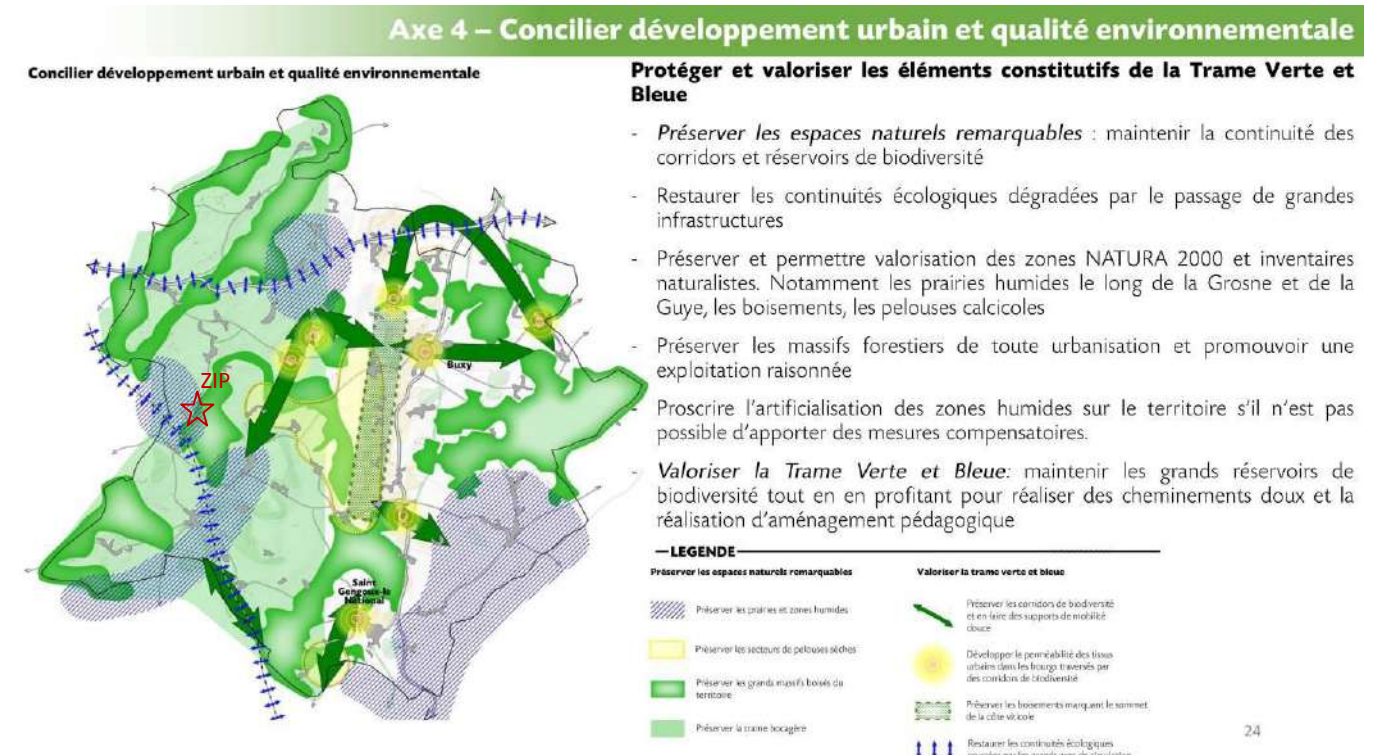 Axe 4 – Concilier développement urbain et qualité environnementale
Concilier développement urbain et qualité environnementale
ZIP
Buxy
Saint
Gengoux-le
National
Protéger et valoriser les éléments constitutifs de la Trame Verte et
Bleue
- Préserver les espaces naturels remarquables : maintenir la continuité des
corridors et réservoirs de biodiversité
- Restaurer les continuités écologiques dégradées par le passage de grandes
infrastructures
- Préserver et permettre valorisation des zones NATURA 2000 et inventaires
naturalistes. Notamment les prairies humides le long de la Grosne et de la
Guye, les boisements, les pelouses calcicoles
- Préserver les massifs forestiers de toute urbanisation et promouvoir une
exploitation raisonnée
- Proscrire l'artificialisation des zones humides sur le territoire s'il n'est pas
possible d'apporter des mesures compensatoires.
- Valoriser la Trame Verte et Bleue: maintenir les grands réservoirs de
biodiversité tout en en profitant pour réaliser des cheminements doux et la
réalisation d'aménagement pédagogique
LEGENDE
Préserver les espaces naturels remarquables
Préserver les prairies et zones humides
Préserver les secteurs de pelouses sèches
Préserver les grands massifs boisés du
territoire
Préserver la trame bocagère
Valoriser la trame verte et bleue
Préserver les corridors de biodiversité
et en faire des supports de mobilité
douce
Développer la perméabilité des tissus
urbains dans les bourgs traversés par
des corridors de biodiversité
Préserver les boisements marquant le sommet
de la côte viticole
Restaurer les continuités écologiques
24